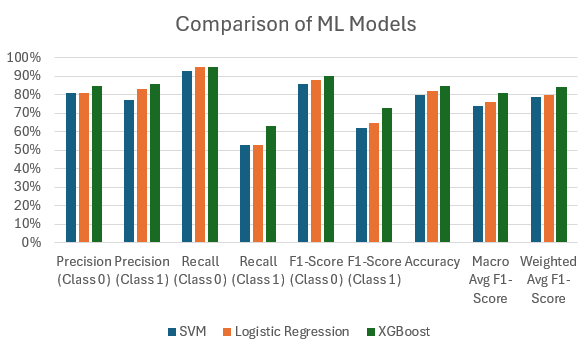 Comparison of ML Models
100%
90%
80%
70%
60%
50%
40%
30%
20%
10%
0%
Precision Precision Recall Recall F1-Score F1-Score Accuracy Macro Weighted
(Class 0) (Class 1) (Class 0) (Class 1) (Class 0) (Class 1) Avg F1- Avg F1-
Score Score
SVM Logistic Regression XGBoost